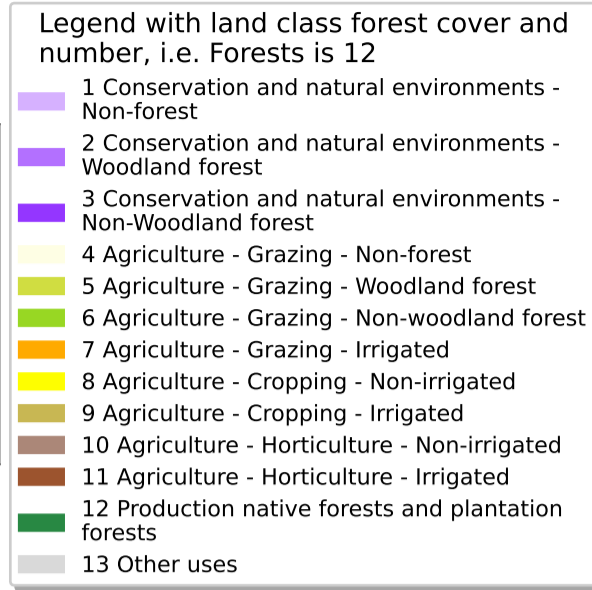 Legend with land class forest cover and
number, i.e. Forests is 12
1 Conservation and natural environments -
Non-forest
2 Conservation and natural environments -
Woodland forest
3 Conservation and natural environments -
Non-Woodland forest
4 Agriculture - Grazing - Non-forest
5 Agriculture - Grazing - Woodland forest
6 Agriculture - Grazing - Non-woodland forest
7 Agriculture - Grazing - Irrigated
8 Agriculture - Cropping - Non-irrigated
9 Agriculture - Cropping - Irrigated
10 Agriculture - Horticulture - Non-irrigated
11 Agriculture - Horticulture - Irrigated
12 Production native forests and plantation
forests
13 Other uses